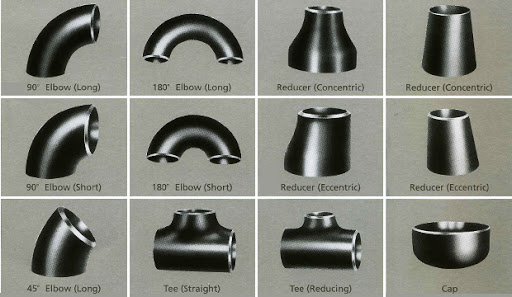 90° Elbow (Long)
180° Elbow (Long)
Reducer (Concentric)
Reducer (Concentric)
90° Elbow (Short)
180° Elbow (Short)
Reducer (Eccentric)
Reducer (Eccentric)
45° Elbow (Long)
Tee (Straight)
Tee (Reducing)
Cap